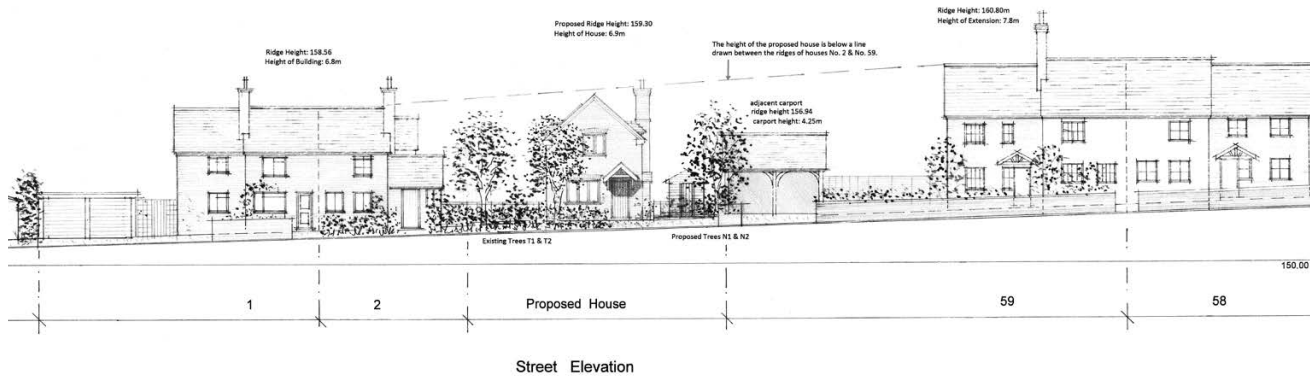 Ridge Height: 158.56
Height of Building: 6.8m
Proposed Ridge Height: 159.30
Height of House: 6.9m
The height of the proposed house is below a line
drawn between the ridges of houses No. 2 & No. 59.
Ridge Height: 160.80m
Height of Extension: 7.8m
adjacent carport
ridge height 156.94
carport height: 4.25m
Existing Trees T1 & T2
Proposed Trees N1 & N2
150.00
1
2
Proposed House
59
58
Street Elevation